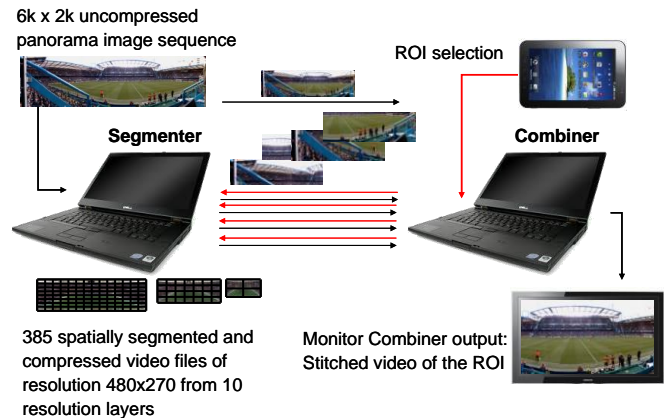 6k x 2k uncompressed
panorama image sequence
ROI selection
Segmenter
Combiner
385 spatially segmented and
compressed video files of
resolution 480x270 from 10
resolution layers
Monitor Combiner output:
Stitched video of the ROI